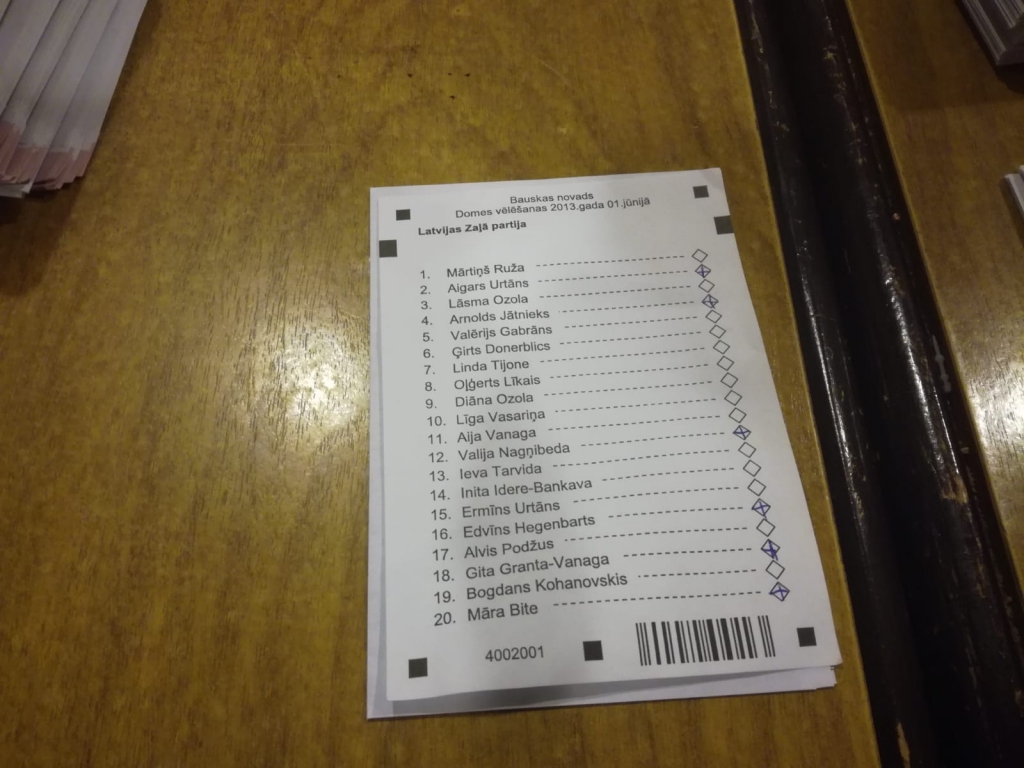 Bauskas novads
Domes vēlēšanas 2013.gada 01.jūnijā
Latvijas Zaļā partija
1. Mārtiņš Ruža
2. Aigars Urtāns
3. Lāsma Ozola
4. Arnolds Jātnieks
5. Valērijs Gabrāns
6. Ģirts Donerblics
7. Linda Tijone
8. Oļģerts Līkais
9. Diāna Ozola
10. Līga Vasariņa
11. Aija Vanaga
12. Valija Nagņibeda
13. Ieva Tarvida
14. Inita Idere-Bankava
15. Ermīns Urtāns
16. Edvīns Hegenbarts
17. Alvis Podžus
18. Gita Granta-Vanaga
19. Bogdans Kohanovskis
20. Māra Bite
4002001